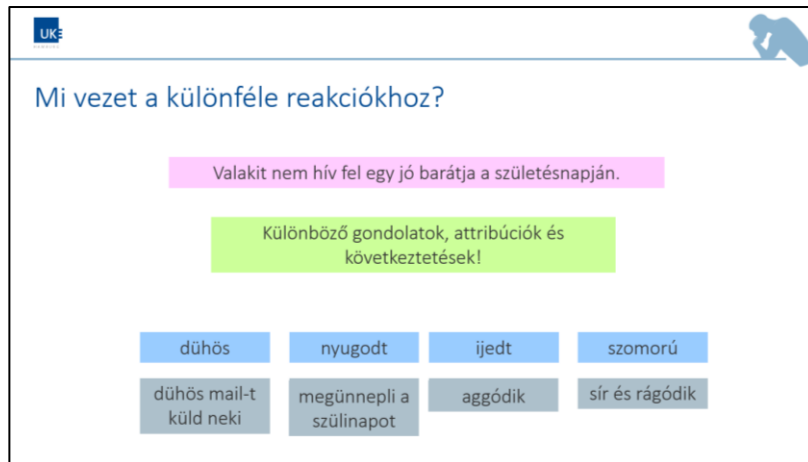 UKE
HAMBURG
Mi vezet a különféle reakciókhoz?
Valakit nem hív fel egy jó barátja a születésnapján.
Különböző gondolatok, attribúciók és
következtetések!
dühös
nyugodt
ijedt
szomorú
dühös mail-t
küld neki
megünnepli a
szülinapot
aggódik
sír és rágódik